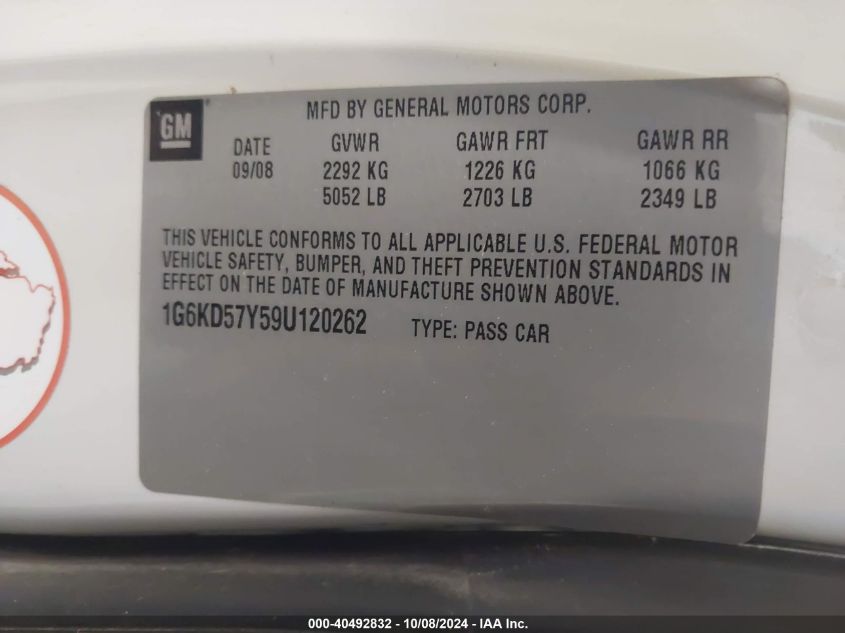 GM
MFD BY GENERAL MOTORS CORP.
DATE GVWR GAWR FRT GAWR RR
09/08 2292 KG 1226 KG 1066 KG
5052 LB 2703 LB 2349 LB
THIS VEHICLE CONFORMS TO ALL APPLICABLE U.S. FEDERAL MOTOR
VEHICLE SAFETY, BUMPER, AND THEFT PREVENTION STANDARDS IN
EFFECT ON THE DATE OF MANUFACTURE SHOWN ABOVE.
1G6KD57Y59U120262 TYPE: PASS CAR
000-40492832 - 10/08/2024 - IAA Inc.